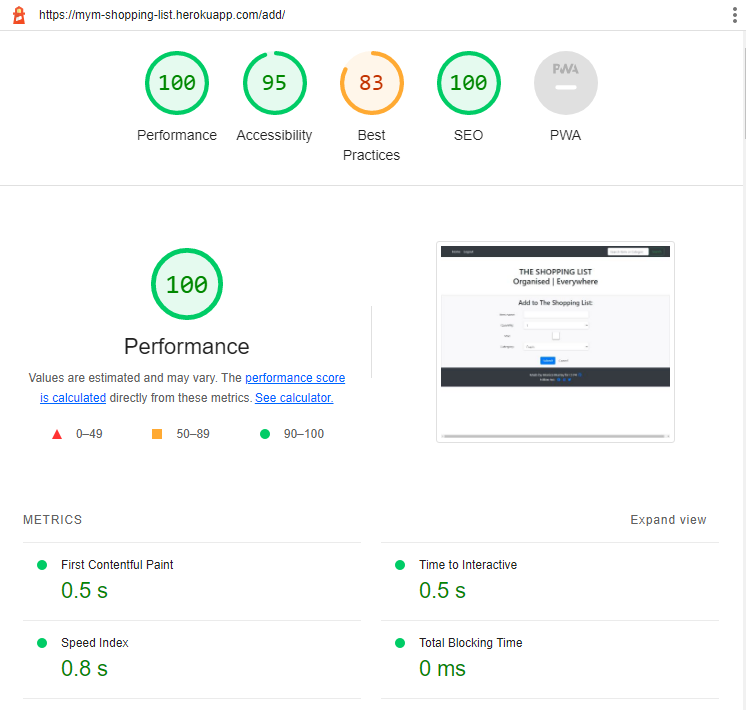 https://mym-shopping-list.herokuapp.com/add/
100
95
83
100
PWA
Performance
Accessibility
Best
Practices
SEO
PWA
100
Performance
Values are estimated and may vary. The performance score
is calculated directly from these metrics. See calculator.
0–49
50–89
90–100
THE SHOPPING LIST
Organised | Everywhere
Add to The Shopping List:
METRICS
Expand view
First Contentful Paint
0.5 s
Time to Interactive
0.5 s
Speed Index
0.8 s
Total Blocking Time
0 ms